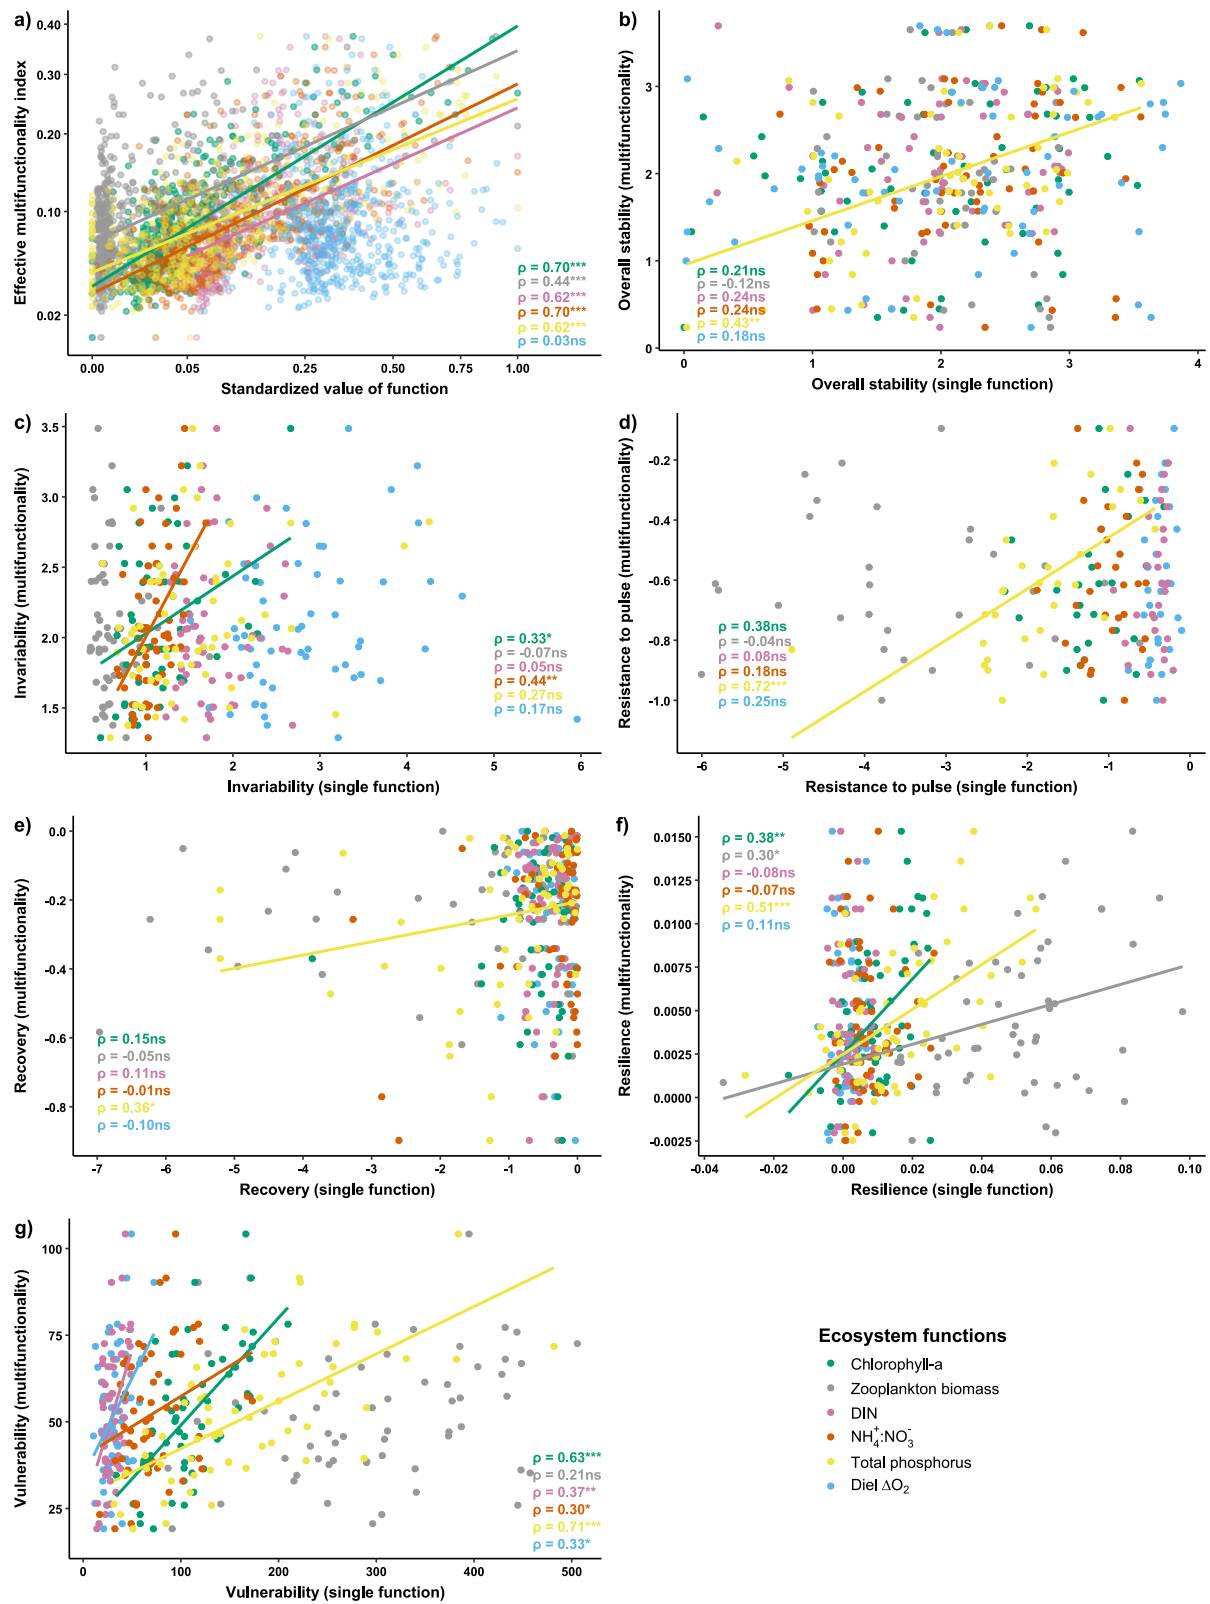 a)
Effective multifunctionality index
0.40
0.30
0.20
0.10
0.02
ρ = 0.70***
ρ = 0.44***
ρ = 0.62***
ρ = 0.70***
ρ = 0.62***
ρ = 0.03ns
0.00 0.05 0.25 0.50 0.75 1.00
Standardized value of function
b)
Overall stability (multifunctionality)
3
2
1
0
ρ = 0.21ns
ρ = -0.12ns
ρ = 0.24ns
ρ = 0.24ns
ρ = 0.43**
ρ = 0.18ns
0 1 2 3 4
Overall stability (single function)
c)
Invariability (multifunctionality)
3.5
3.0
2.5
2.0
1.5
ρ = 0.33*
ρ = -0.07ns
ρ = 0.05ns
ρ = 0.44**
ρ = 0.27ns
ρ = 0.17ns
1 2 3 4 5 6
Invariability (single function)
d)
Resistance to pulse (multifunctionality)
-0.2
-0.4
-0.6
-0.8
-1.0
ρ = 0.38ns
ρ = -0.04ns
ρ = 0.08ns
ρ = 0.18ns
ρ = 0.72***
ρ = 0.25ns
-6 -5 -4 -3 -2 -1 0
Resistance to pulse (single function)
e)
Recovery (multifunctionality)
0.0
-0.2
-0.4
-0.6
-0.8
ρ = 0.15ns
ρ = -0.05ns
ρ = 0.11ns
ρ = -0.01ns
ρ = 0.36*
ρ = -0.10ns
-7 -6 -5 -4 -3 -2 -1 0
Recovery (single function)
f)
Resilience (multifunctionality)
0.0150
0.0125
0.0100
0.0075
0.0050
0.0025
0.0000
-0.0025
ρ = 0.38**
ρ = 0.30*
ρ = -0.08ns
ρ = -0.07ns
ρ = 0.51***
ρ = 0.11ns
-0.04 -0.02 0.00 0.02 0.04 0.06 0.08 0.10
Resilience (single function)
g)
Vulnerability (multifunctionality)
100
75
50
25
ρ = 0.63***
ρ = 0.21ns
ρ = 0.37**
ρ = 0.30*
ρ = 0.71***
ρ = 0.33*
0 100 200 300 400 500
Vulnerability (single function)
Ecosystem functions
Chlorophyll-a
Zooplankton biomass
DIN
NH₄⁺:NO₃⁻
Total phosphorus
Diel ΔO₂